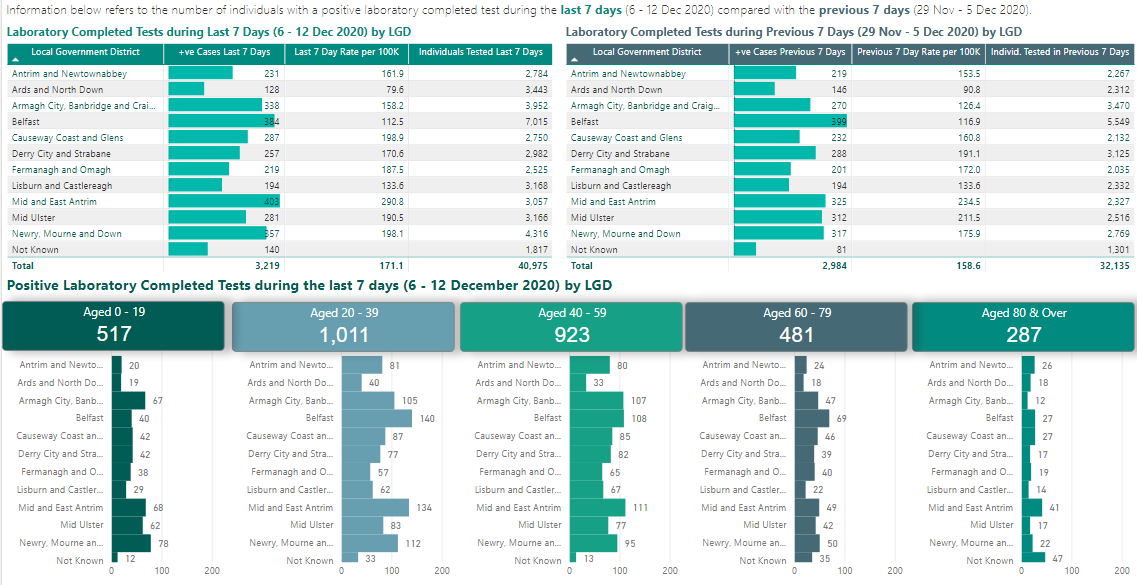 Information below refers to the number of individuals with a positive laboratory completed test during the last 7 days (6 - 12 Dec 2020) compared with the previous 7 days (29 Nov - 5 Dec 2020).
Laboratory Completed Tests during Last 7 Days (6 - 12 Dec 2020) by LGD
Local Government District +ve Cases Last 7 Days Last 7 Day Rate per 100K Individuals Tested Last 7 Days
Antrim and Newtownabbey 231 161.9 2,784
Ards and North Down 128 79.6 3,443
Armagh City, Banbridge and Crai... 338 158.2 3,952
Belfast 384 112.5 7,015
Causeway Coast and Glens 287 198.9 2,750
Derry City and Strabane 257 170.6 2,982
Fermanagh and Omagh 219 187.5 2,525
Lisburn and Castlereagh 194 133.6 3,168
Mid and East Antrim 403 290.8 3,057
Mid Ulster 281 190.5 3,166
Newry, Mourne and Down 357 198.1 4,316
Not Known 140 1,817
Total 3,219 171.1 40,975
Laboratory Completed Tests during Previous 7 Days (29 Nov - 5 Dec 2020) by LGD
Local Government District +ve Cases Previous 7 Days Previous 7 Day Rate per 100K Individ. Tested in Previous 7 Days
Antrim and Newtownabbey 219 153.5 2,267
Ards and North Down 146 90.8 2,312
Armagh City, Banbridge and Craig... 270 126.4 3,470
Belfast 399 116.9 5,549
Causeway Coast and Glens 232 160.8 2,132
Derry City and Strabane 288 191.1 3,125
Fermanagh and Omagh 201 172.0 2,035
Lisburn and Castlereagh 194 133.6 2,332
Mid and East Antrim 325 234.5 2,327
Mid Ulster 312 211.5 2,516
Newry, Mourne and Down 317 175.9 2,769
Not Known 81 1,301
Total 2,984 158.6 32,135
Positive Laboratory Completed Tests during the last 7 days (6 - 12 December 2020) by LGD
Aged 0 - 19
517
Antrim and Newto... 20
Ards and North Do... 19
Armagh City, Banb... 67
Belfast 40
Causeway Coast an... 42
Derry City and Stra... 42
Fermanagh and O... 38
Lisburn and Castler... 29
Mid and East Antrim 68
Mid Ulster 62
Newry, Mourne an... 78
Not Known 12
0 100 200
Aged 20 - 39
1,011
Antrim and Newto... 81
Ards and North Do... 40
Armagh City, Banb... 105
Belfast 140
Causeway Coast an... 87
Derry City and Stra... 77
Fermanagh and O... 57
Lisburn and Castler... 62
Mid and East Antrim 134
Mid Ulster 83
Newry, Mourne an... 112
Not Known 33
0 100 200
Aged 40 - 59
923
Antrim and Newto... 80
Ards and North Do... 33
Armagh City, Banb... 107
Belfast 108
Causeway Coast an... 85
Derry City and Stra... 82
Fermanagh and O... 65
Lisburn and Castler... 67
Mid and East Antrim 111
Mid Ulster 77
Newry, Mourne an... 95
Not Known 13
0 100 200
Aged 60 - 79
481
Antrim and Newto... 24
Ards and North Do... 18
Armagh City, Banb... 47
Belfast 69
Causeway Coast an... 46
Derry City and Stra... 39
Fermanagh and O... 40
Lisburn and Castler... 22
Mid and East Antrim 49
Mid Ulster 42
Newry, Mourne an... 50
Not Known 35
0 100 200
Aged 80 & Over
287
Antrim and Newto... 26
Ards and North Do... 18
Armagh City, Banb... 12
Belfast 27
Causeway Coast an... 27
Derry City and Stra... 17
Fermanagh and O... 19
Lisburn and Castler... 14
Mid and East Antrim 41
Mid Ulster 17
Newry, Mourne an... 22
Not Known 47
0 100 200